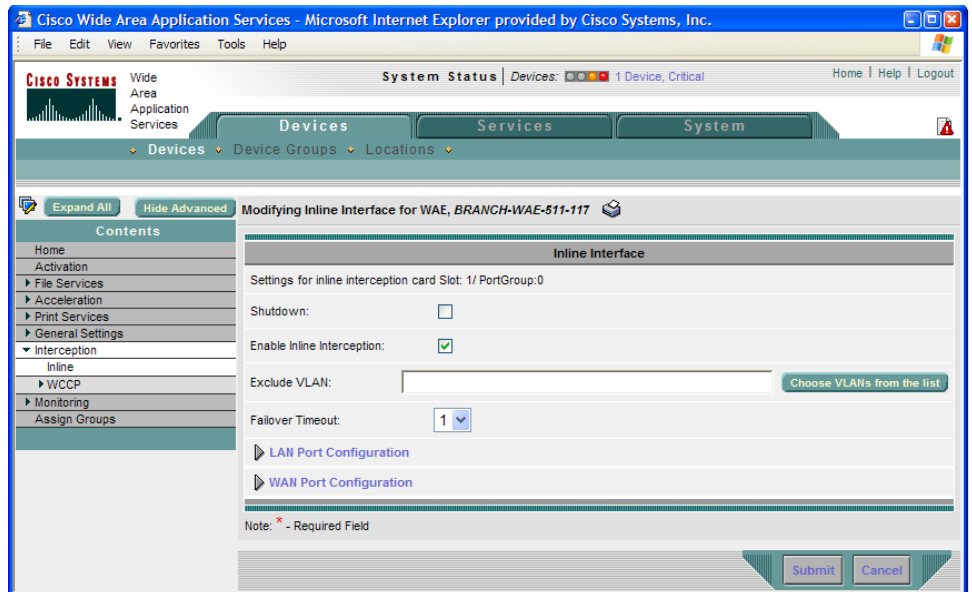 Cisco Wide Area Application Services - Microsoft Internet Explorer provided by Cisco Systems, Inc.
File Edit View Favorites Tools Help
CISCO SYSTEMS
Wide
Area
Application
Services
System Status Devices: 1 Device, Critical
Home Help Logout
Devices Services System
Devices Device Groups Locations
Expand All Hide Advanced
Modifying Inline Interface for WAE, BRANCH-WAE-511-117
Contents
Home
Activation
File Services
Acceleration
Print Services
General Settings
Interception
Inline
WCCP
Monitoring
Assign Groups
Inline Interface
Settings for inline interception card Slot: 1/ PortGroup:0
Shutdown:
Enable Inline Interception:
Exclude VLAN: Choose VLANs from the list
Failover Timeout: 1
LAN Port Configuration
WAN Port Configuration
Note: * - Required Field
Submit Cancel